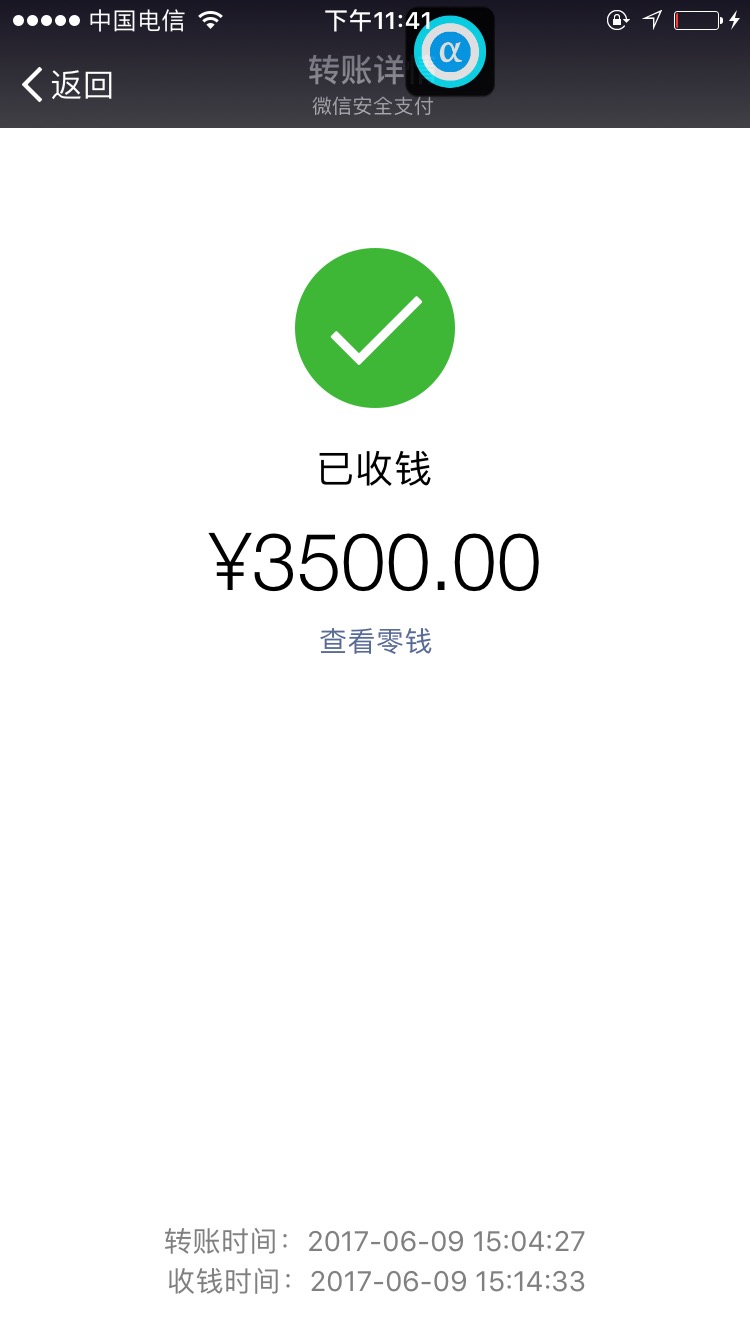 中国电信 下午11:41
α
返回
转账详
微信安全支付
已收钱
¥3500.00
查看零钱
转账时间：2017-06-09 15:04:27
收钱时间：2017-06-09 15:14:33